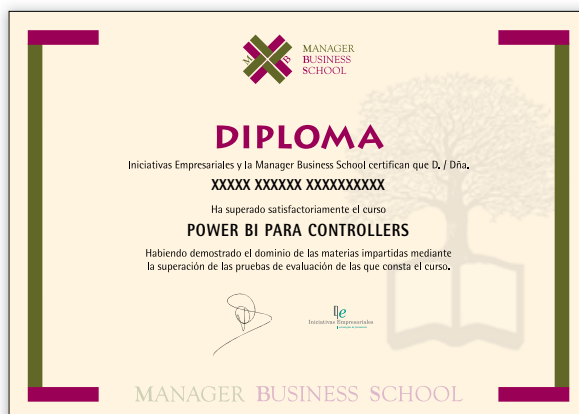 M B
MANAGER
BUSINESS
SCHOOL
DIPLOMA
Iniciativas Empresariales y la Manager Business School certifican que D. / Dña.
XXXXX XXXXXX XXXXXXXXXX
Ha superado satisfactoriamente el curso
POWER BI PARA CONTROLLERS
Habiendo demostrado el dominio de las materias impartidas mediante
la superación de las pruebas de evaluación de las que consta el curso.
Ie
Iniciativas Empresariales
MANAGER BUSINESS SCHOOL